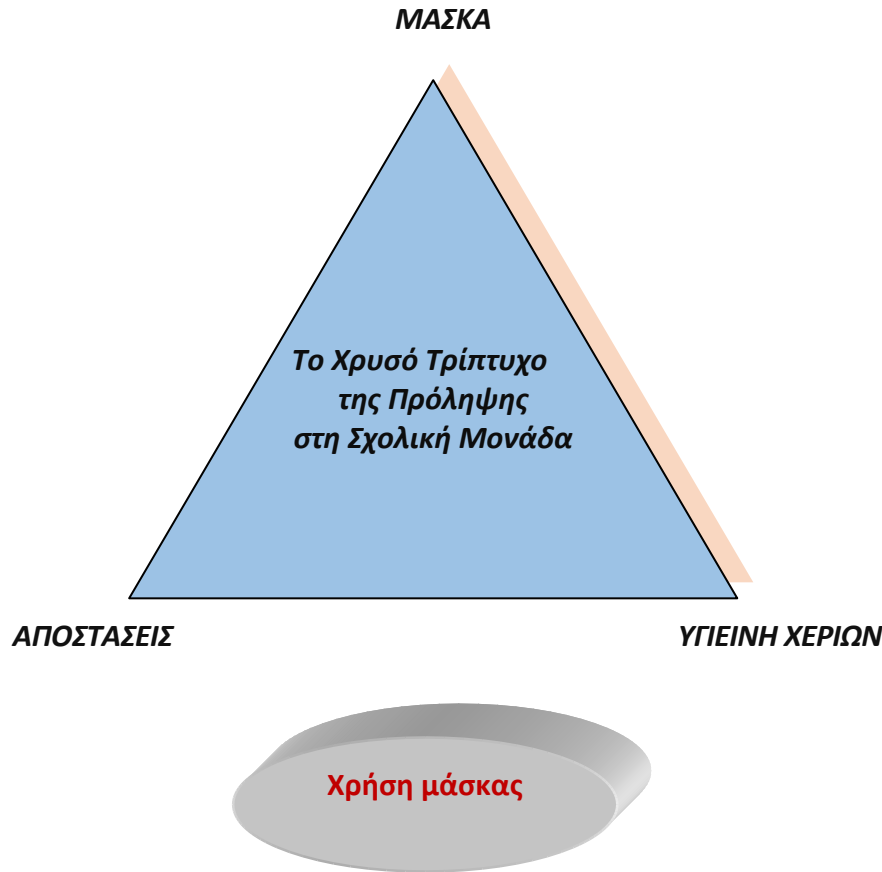 ΜΑΣΚΑ
Το Χρυσό Τρίπτυχο
της Πρόληψης
στη Σχολική Μονάδα
ΑΠΟΣΤΑΣΕΙΣ
ΥΓΙΕΙΝΗ ΧΕΡΙΩΝ
Χρήση μάσκας